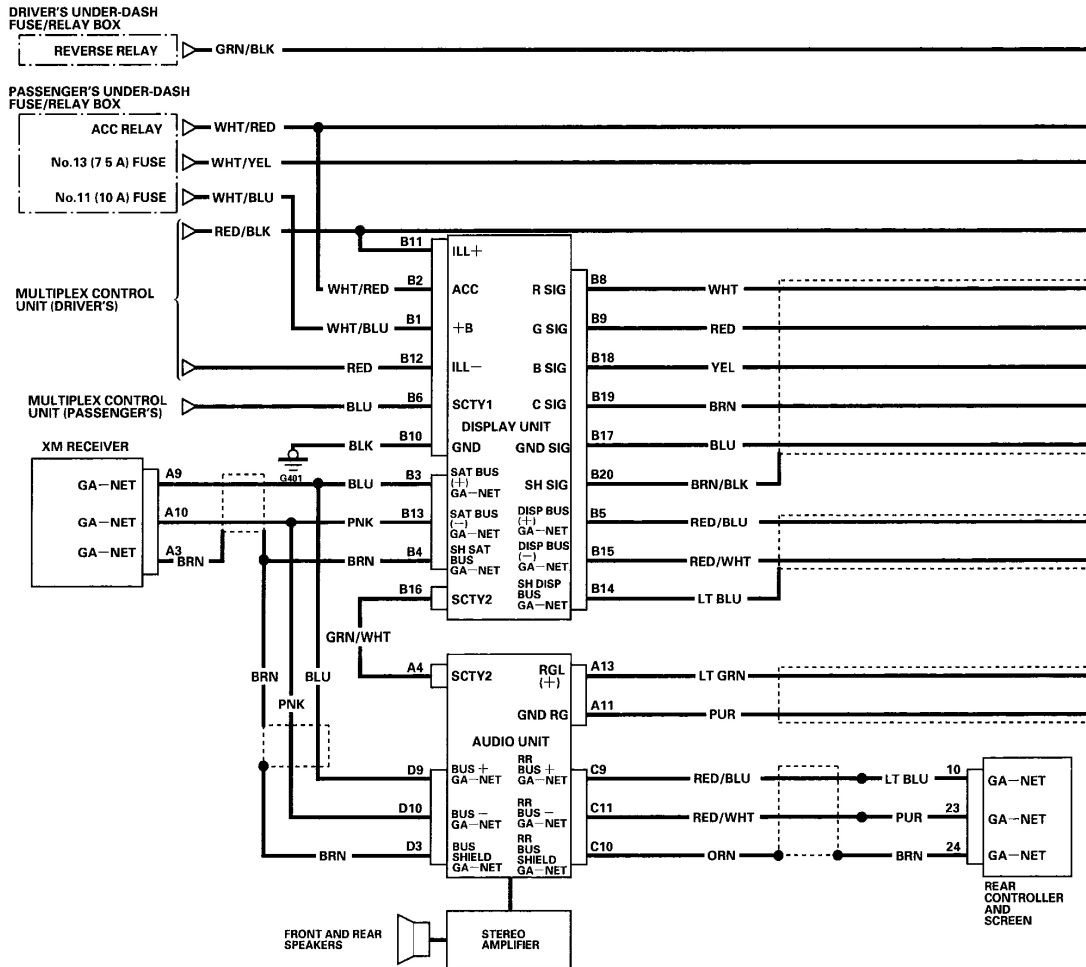 DRIVER'S UNDER-DASH
FUSE/RELAY BOX
REVERSE RELAY
GRN/BLK
PASSENGER'S UNDER-DASH
FUSE/RELAY BOX
ACC RELAY
WHT/RED
No.13 (7 5 A) FUSE
WHT/YEL
No.11 (10 A) FUSE
WHT/BLU
RED/BLK
MULTIPLEX CONTROL
UNIT (DRIVER'S)
B11
ILL+
WHT/RED
B2
ACC
R SIG
B8
WHT
WHT/BLU
B1
+B
G SIG
B9
RED
RED
B12
ILL−
B SIG
B18
YEL
MULTIPLEX CONTROL
UNIT (PASSENGER'S)
BLU
B6
SCTY1
C SIG
B19
BRN
DISPLAY UNIT
BLK
B10
GND
GND SIG
B17
BLU
G401
XM RECEIVER
GA−NET
A9
BLU
B3
SAT BUS
(+)
GA−NET
SH SIG
B20
BRN/BLK
GA−NET
A10
PNK
B13
SAT BUS
(−)
GA−NET
DISP BUS
(+)
GA−NET
B5
RED/BLU
GA−NET
A3
BRN
BRN
B4
SH SAT
BUS
GA−NET
DISP BUS
(−)
GA−NET
B15
RED/WHT
B16
SCTY2
SH DISP
BUS
GA−NET
B14
LT BLU
GRN/WHT
BRN
BLU
PNK
A4
SCTY2
RGL
(+)
A13
LT GRN
GND RG
A11
PUR
AUDIO UNIT
D9
BUS +
GA−NET
RR
BUS +
GA−NET
C9
RED/BLU
LT BLU
10
GA−NET
D10
BUS −
GA−NET
RR
BUS −
GA−NET
C11
RED/WHT
PUR
23
GA−NET
BRN
D3
BUS
SHIELD
GA−NET
RR
BUS
SHIELD
GA−NET
C10
ORN
BRN
24
GA−NET
REAR
CONTROLLER
AND
SCREEN
FRONT AND REAR
SPEAKERS
STEREO
AMPLIFIER